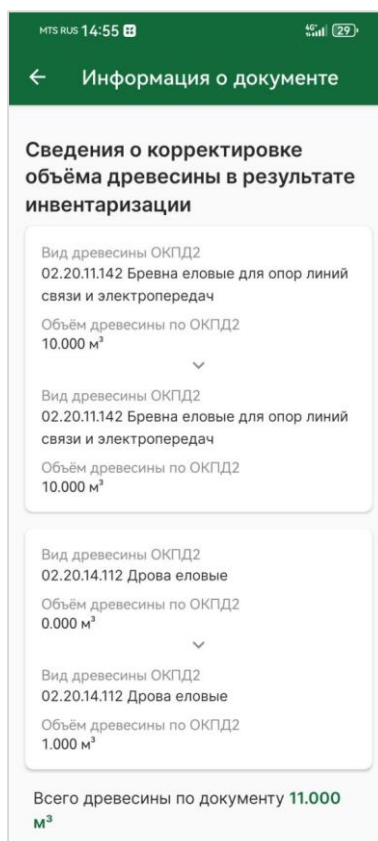 MTS RUS 14:55
4G+ 29
Информация о документе
Сведения о корректировке
объёма древесины в результате
инвентаризации
Вид древесины ОКПД2
02.20.11.142 Бревна еловые для опор линий
связи и электропередач
Объём древесины по ОКПД2
10.000 м³
Вид древесины ОКПД2
02.20.11.142 Бревна еловые для опор линий
связи и электропередач
Объём древесины по ОКПД2
10.000 м³
Вид древесины ОКПД2
02.20.14.112 Дрова еловые
Объём древесины по ОКПД2
0.000 м³
Вид древесины ОКПД2
02.20.14.112 Дрова еловые
Объём древесины по ОКПД2
1.000 м³
Всего древесины по документу 11.000
м³